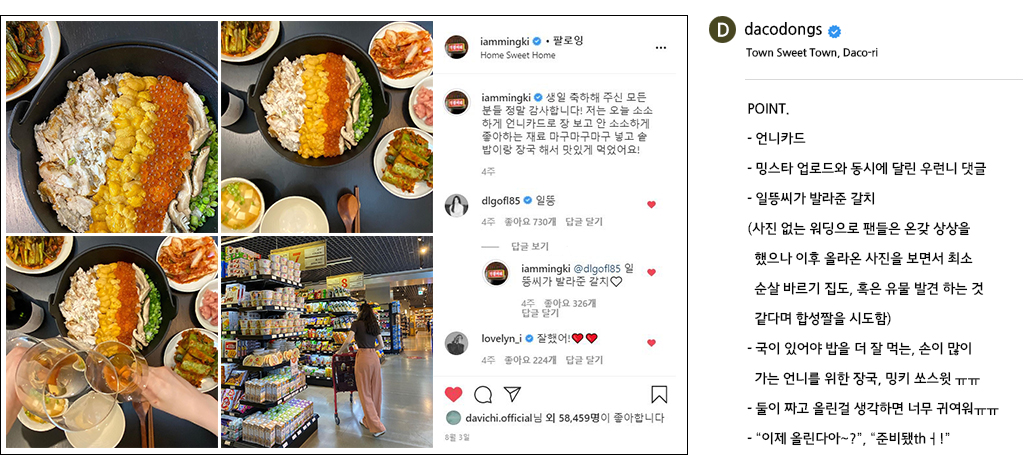 iammingki • 팔로잉
Home Sweet Home
iammingki 생일 축하해 주신 모든
분들 정말 감사합니다! 저는 오늘 소소
하게 언니카드로 장 보고 안 소소하게
좋아하는 재료 마구마구마구 넣고 솥
밥이랑 장국 해서 맛있게 먹었어요!
4주
dlgofl85 일뚱
4주 좋아요 730개 답글 달기
답글 보기
iammingki @dlgofl85 일
뚱씨가 발라준 갈치♡
4주 좋아요 326개
답글 달기
lovelyn_i 잘했어!❤❤
4주 좋아요 224개 답글 달기
davichi.official님 외 58,459명이 좋아합니다
8월 3일
D dacodongs
Town Sweet Town, Daco-ri
POINT.
- 언니카드
- 밍스타 업로드와 동시에 달린 우런니 댓글
- 일뚱씨가 발라준 갈치
(사진 없는 워딩으로 팬들은 온갖 상상을
했으나 이후 올라온 사진을 보면서 최소
순살 바르기 집도, 혹은 유물 발견 하는 것
같다며 합성짤을 시도함)
- 국이 있어야 밥을 더 잘 먹는, 손이 많이
가는 언니를 위한 장국, 밍키 쏘스윗 ㅠㅠ
- 둘이 짜고 올린걸 생각하면 너무 귀여워ㅠㅠ
- “이제 올린다아~?”, “준비됐thㅓ!”